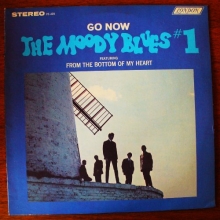 STEREO
LONDON
GO NOW
THE MOODY BLUES #1
FEATURING
FROM THE BOTTOM OF MY HEART